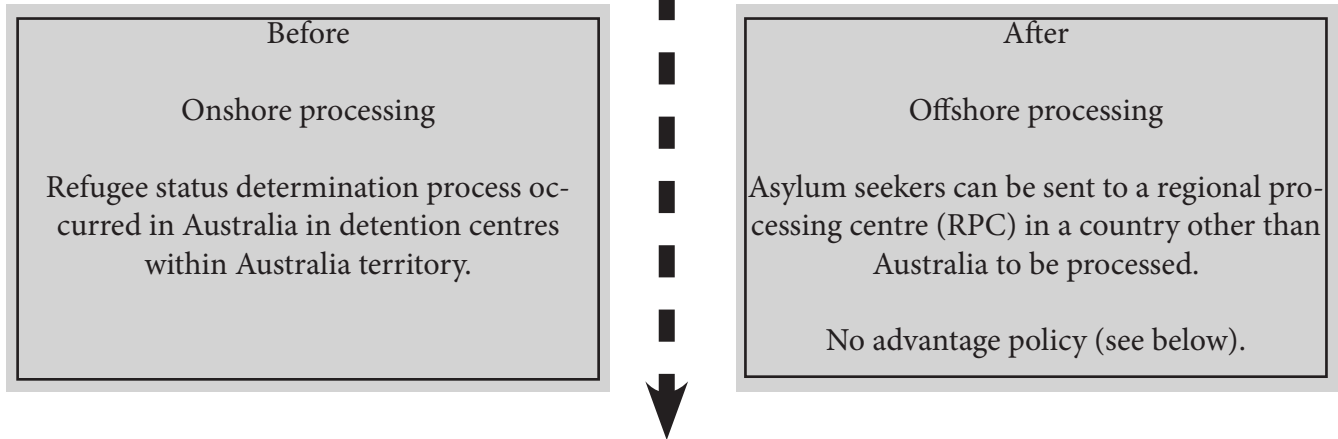 Before
Onshore processing
Refugee status determination process oc-
curred in Australia in detention centres
within Australia territory.
After
Offshore processing
Asylum seekers can be sent to a regional pro-
cessing centre (RPC) in a country other than
Australia to be processed.
No advantage policy (see below).